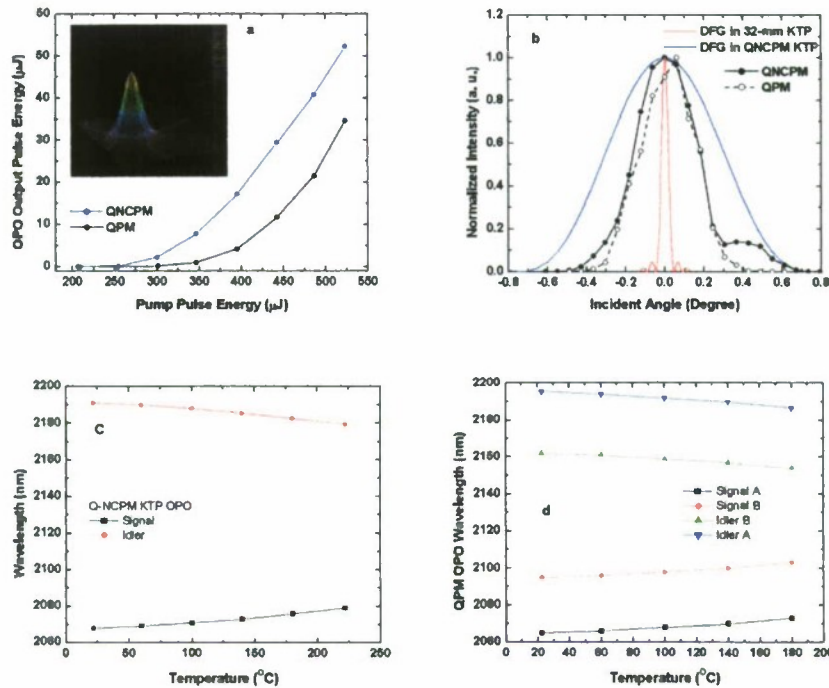 a
OPO Output Pulse Energy (μJ)
60
50
40
30
20
10
0
QNCPM
QPM
200 250 300 350 400 450 500 550
Pump Pulse Energy (μJ)
b
DFG in 32-mm KTP
DFG in QNCPM KTP
QNCPM
QPM
Normalized Intensity (a. u.)
1.0
0.8
0.6
0.4
0.2
0.0
-0.8 -0.6 -0.4 -0.2 0.0 0.2 0.4 0.6 0.8
Incident Angle (Degree)
C
Wavelength (nm)
2200
2180
2160
2140
2120
2100
2080
2060
Q-NCPM KTP OPO
Signal
Idler
0 50 100 150 200 250
Temperature (°C)
d
QPM OPO Wavelength (nm)
2200
2180
2150
2140
2120
2100
2080
2060
Signal A
Signal B
Idler B
Idler A
0 20 40 60 80 100 120 140 160 180 200
Temperature (°C)